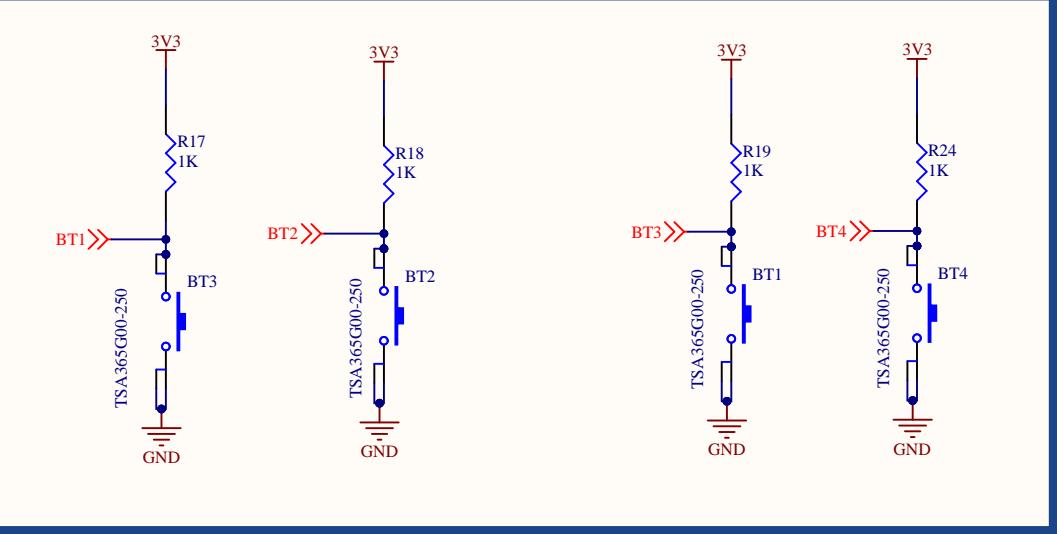 3V3
R17
1K
BT1
BT3
TSA365G00-250
GND
3V3
R18
1K
BT2
BT2
TSA365G00-250
GND
3V3
R19
1K
BT3
BT1
TSA365G00-250
GND
3V3
R24
1K
BT4
BT4
TSA365G00-250
GND